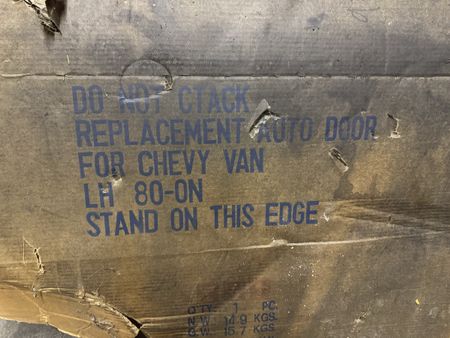 DO NOT CTACK
REPLACEMENT AUTO DOOR
FOR CHEVY VAN
LH 80-ON
STAND ON THIS EDGE
Q'TY: 1 PC
N.W. 14.9 KGS
G.W. 15.7 KGS